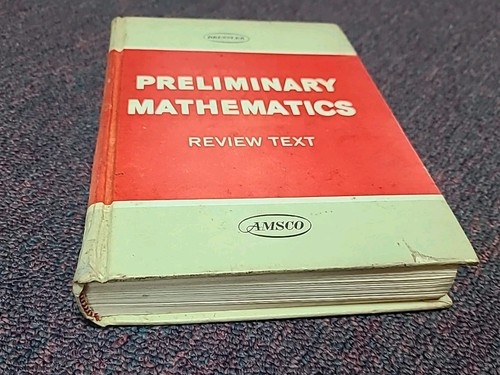 PRELIMINARY
MATHEMATICS
REVIEW TEXT
AMSCO